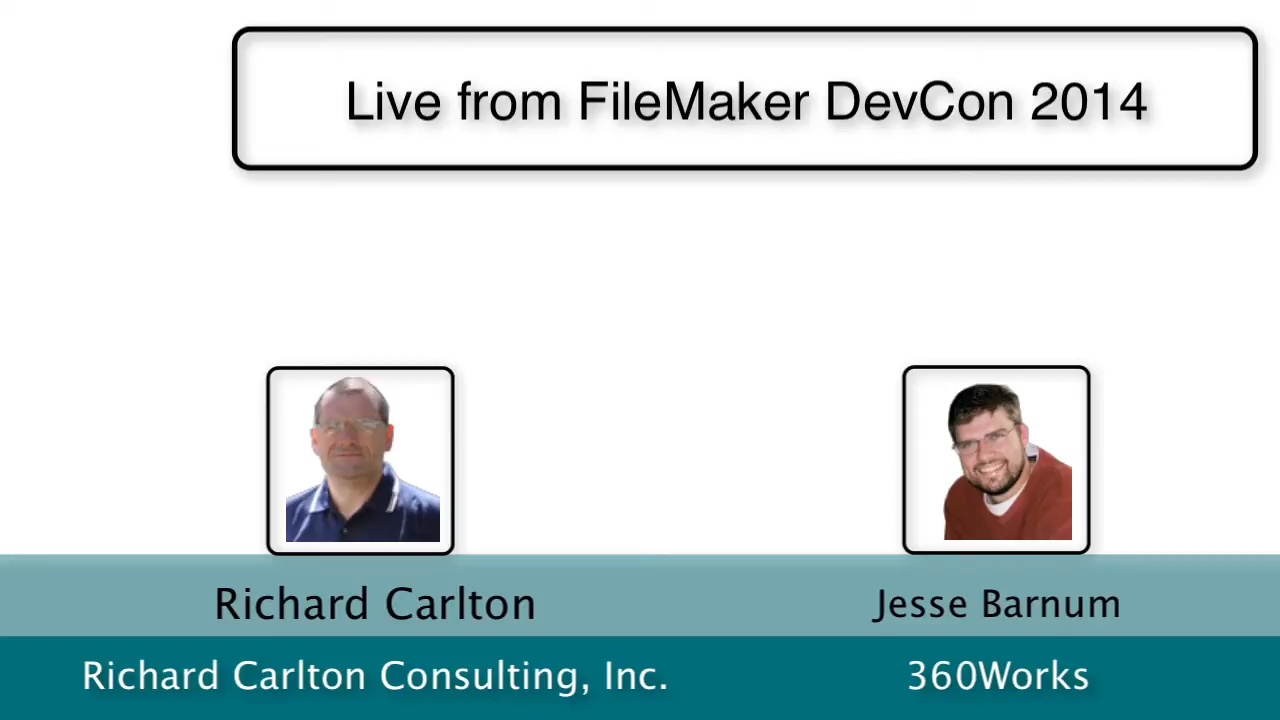 Live from FileMaker DevCon 2014
Richard Carlton
Jesse Barnum
Richard Carlton Consulting, Inc.
360Works